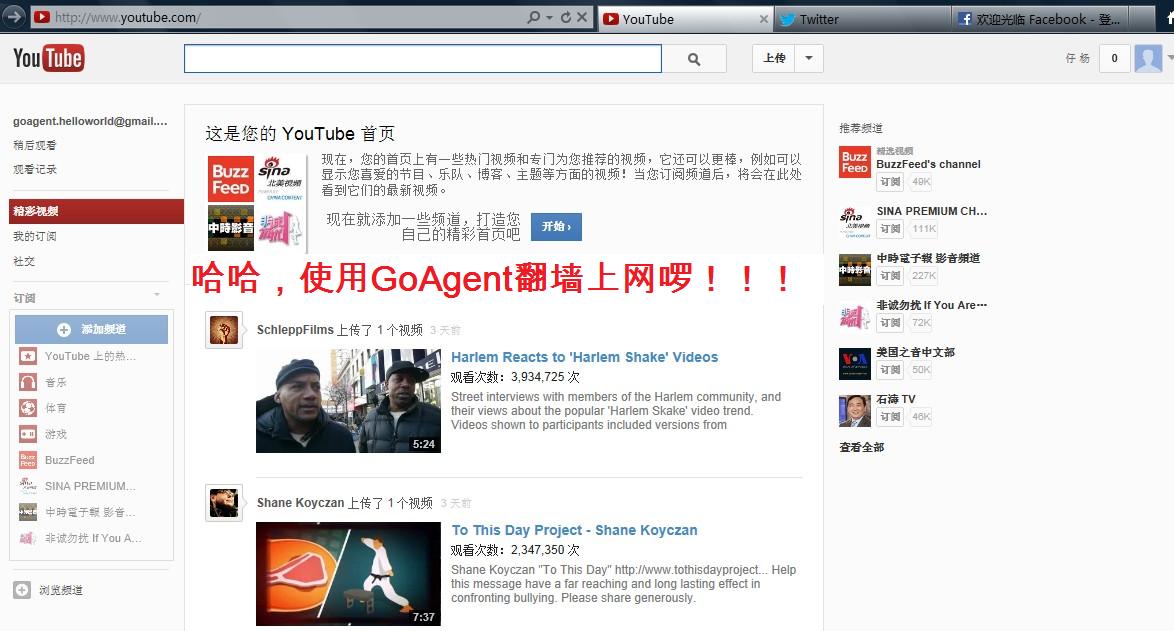 http://www.youtube.com/
YouTube
Twitter
欢迎光临 Facebook - 登...
YouTube
上传
仔 杨
0
goagent.helloworld@gmail....
稍后观看
观看记录
精彩视频
我的订阅
社交
订阅
添加频道
YouTube 上的热...
音乐
体育
游戏
BuzzFeed
SINA PREMIUM...
中時電子報 影音...
非诚勿扰 If You A...
浏览频道
这是您的 YouTube 首页
BuzzFeed
sina
北美視頻
中時影音
非诚勿扰
现在，您的首页上有一些热门视频和专门为您推荐的视频，它还可以更棒，例如可以
显示您喜爱的节目、乐队、博客、主题等方面的视频！当您订阅频道后，将会在此处
看到它们的最新视频。
现在就添加一些频道，打造您
自己的精彩首页吧
开始 ›
哈哈，使用GoAgent翻墙上网啰！！！
SchleppFilms 上传了 1 个视频 3 天前
5:24
Harlem Reacts to 'Harlem Shake' Videos
观看次数：3,934,725 次
Street interviews with members of the Harlem community, and
their views about the popular 'Harlem Skake' video trend.
Videos shown to participants included versions from
Shane Koyczan 上传了 1 个视频 3 天前
7:37
To This Day Project - Shane Koyczan
观看次数：2,347,350 次
Shane Koyczan "To This Day" http://www.tothisdayproject... Help
this message have a far reaching and long lasting effect in
confronting bullying. Please share generously.
推荐频道
BuzzFeed
精选视频
BuzzFeed's channel
订阅 49K
SINA PREMIUM CH...
订阅 111K
中時電子報 影音頻道
订阅 227K
非诚勿扰 If You Are...
订阅 72K
VOA
美国之音中文部
订阅 50K
石涛 TV
订阅 46K
查看全部